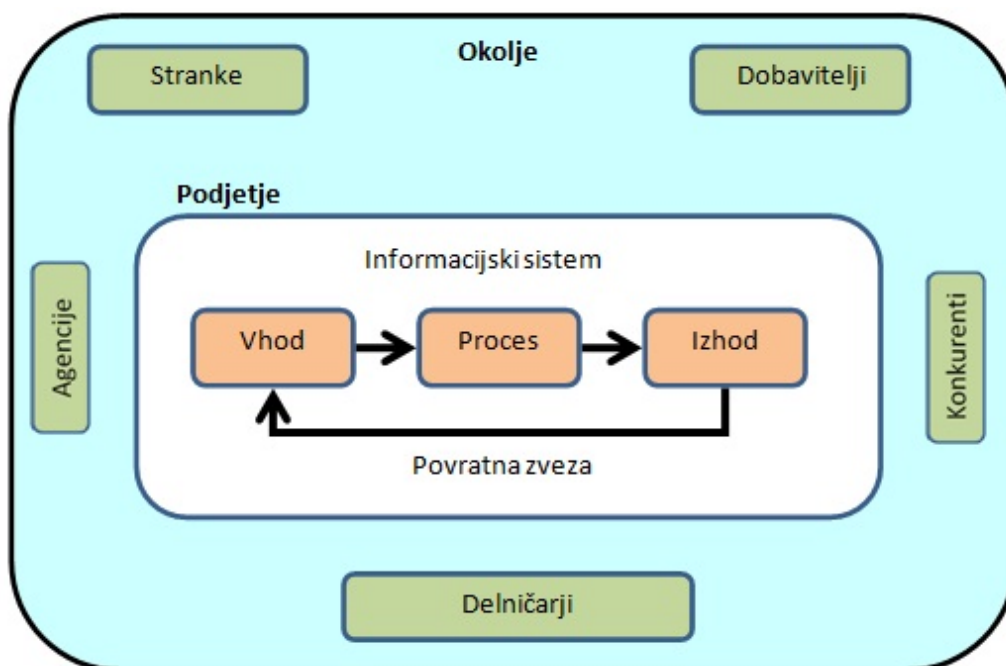 Okolje
Stranke
Dobavitelji
Podjetje
Informacijski sistem
Agencije
Vhod
Proces
Izhod
Konkurenti
Povratna zveza
Delničarji